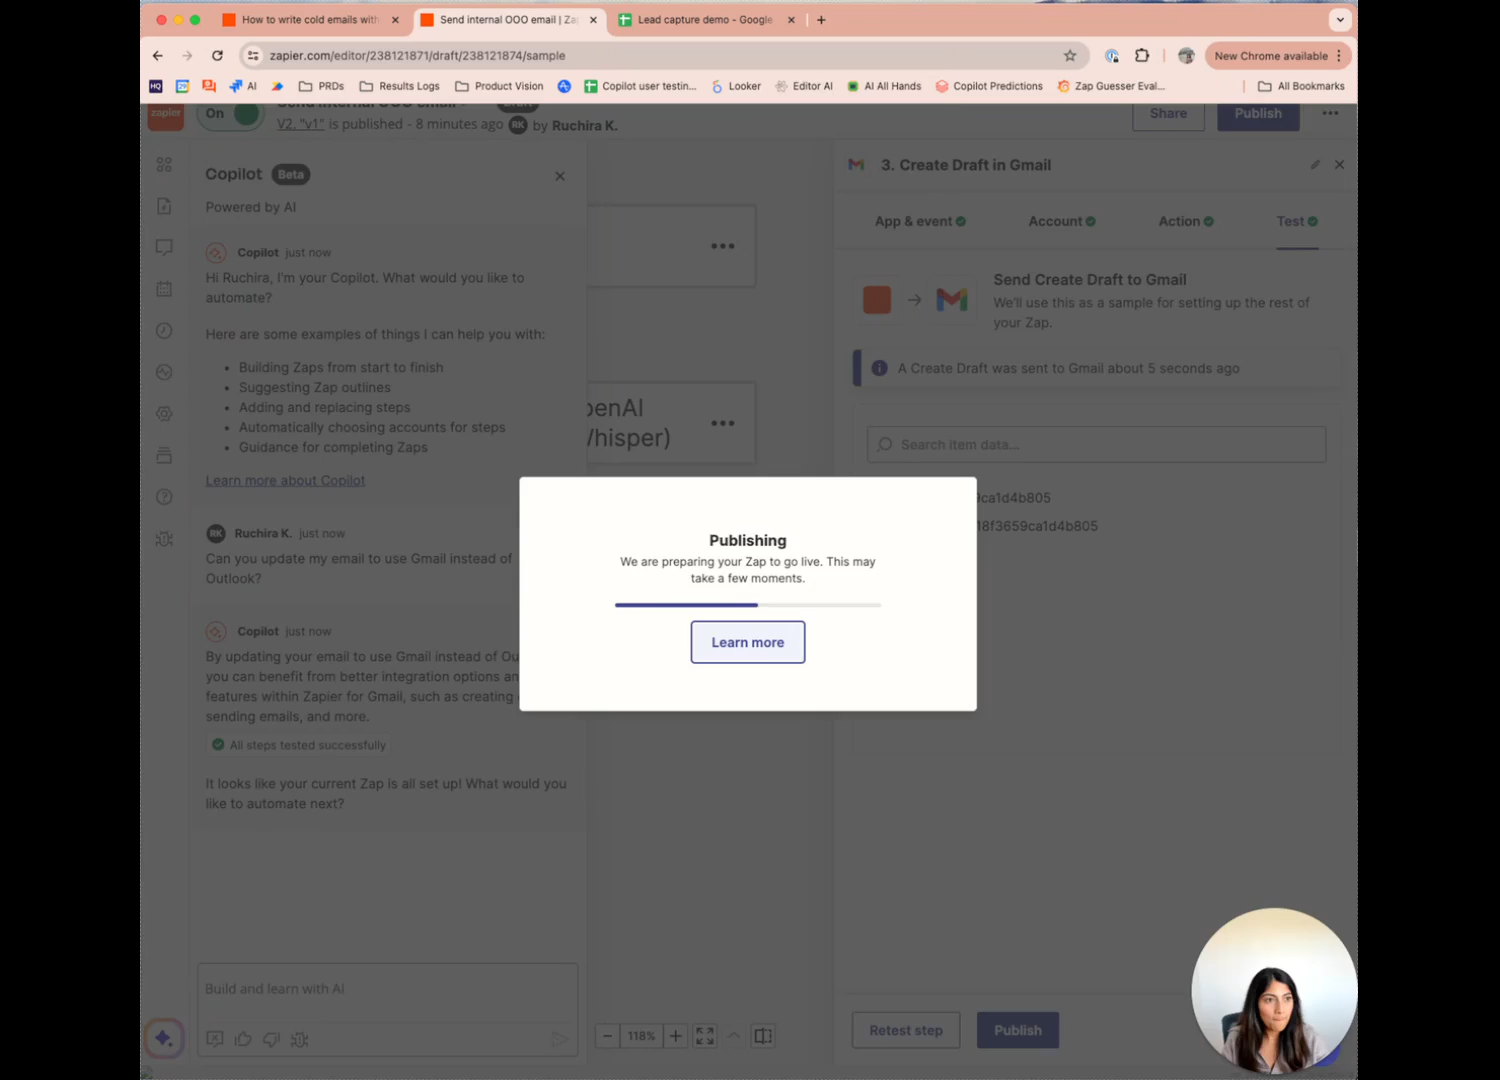 How to write cold emails with
Send internal OOO email | Za
Lead capture demo - Google
zapier.com/editor/238121871/draft/238121874/sample
New Chrome available
HQ
AI
PRDs
Results Logs
Product Vision
Copilot user testing...
Looker
Editor AI
AI All Hands
Copilot Predictions
Zap Guesser Eval...
All Bookmarks
zapier
On
Send internal OOO email
Draft
V2, "v1" is published - 8 minutes ago RK by Ruchira K.
Share
Publish
Copilot Beta
Powered by AI
Copilot just now
Hi Ruchira, I'm your Copilot. What would you like to
automate?
Here are some examples of things I can help you with:
• Building Zaps from start to finish
• Suggesting Zap outlines
• Adding and replacing steps
• Automatically choosing accounts for steps
• Guidance for completing Zaps
Learn more about Copilot
RK Ruchira K. just now
Can you update my email to use Gmail instead of
Outlook?
Copilot just now
By updating your email to use Gmail instead of Ou
you can benefit from better integration options an
features within Zapier for Gmail, such as creating
sending emails, and more.
All steps tested successfully
It looks like your current Zap is all set up! What would you
like to automate next?
Build and learn with AI
penAI
Whisper)
118%
Publishing
We are preparing your Zap to go live. This may
take a few moments.
Learn more
3. Create Draft in Gmail
App & event
Account
Action
Test
Send Create Draft to Gmail
We'll use this as a sample for setting up the rest of
your Zap.
A Create Draft was sent to Gmail about 5 seconds ago
Search item data...
9ca1d4b805
18f3659ca1d4b805
Retest step
Publish